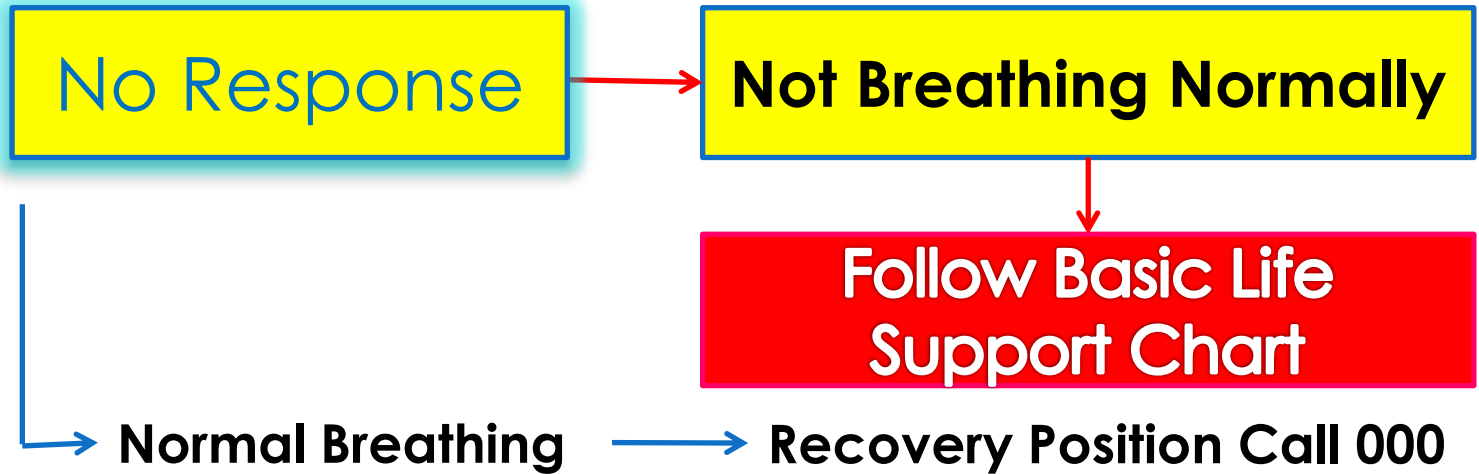 No Response
Not Breathing Normally
Follow Basic Life
Support Chart
Normal Breathing
Recovery Position Call 000